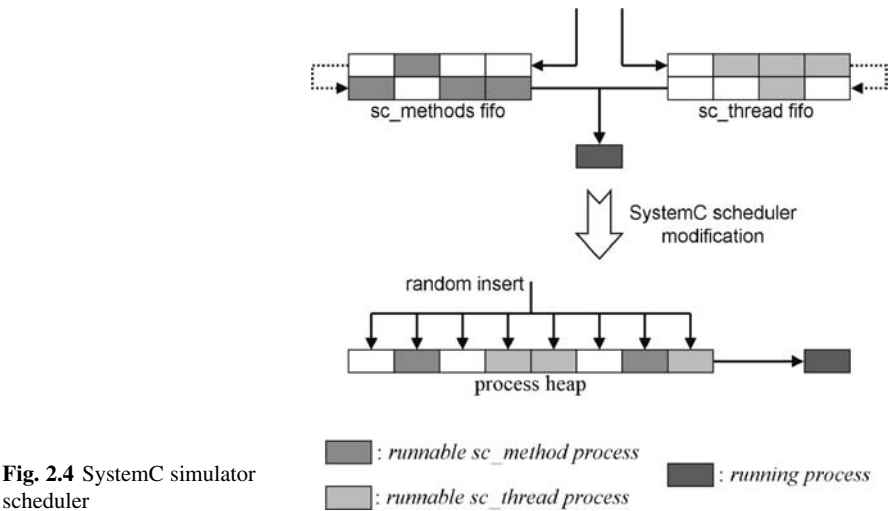 sc_methods fifo
sc_thread fifo
SystemC scheduler
modification
random insert
process heap
: runnable sc_method process
: runnable sc_thread process
: running process
Fig. 2.4 SystemC simulator
scheduler